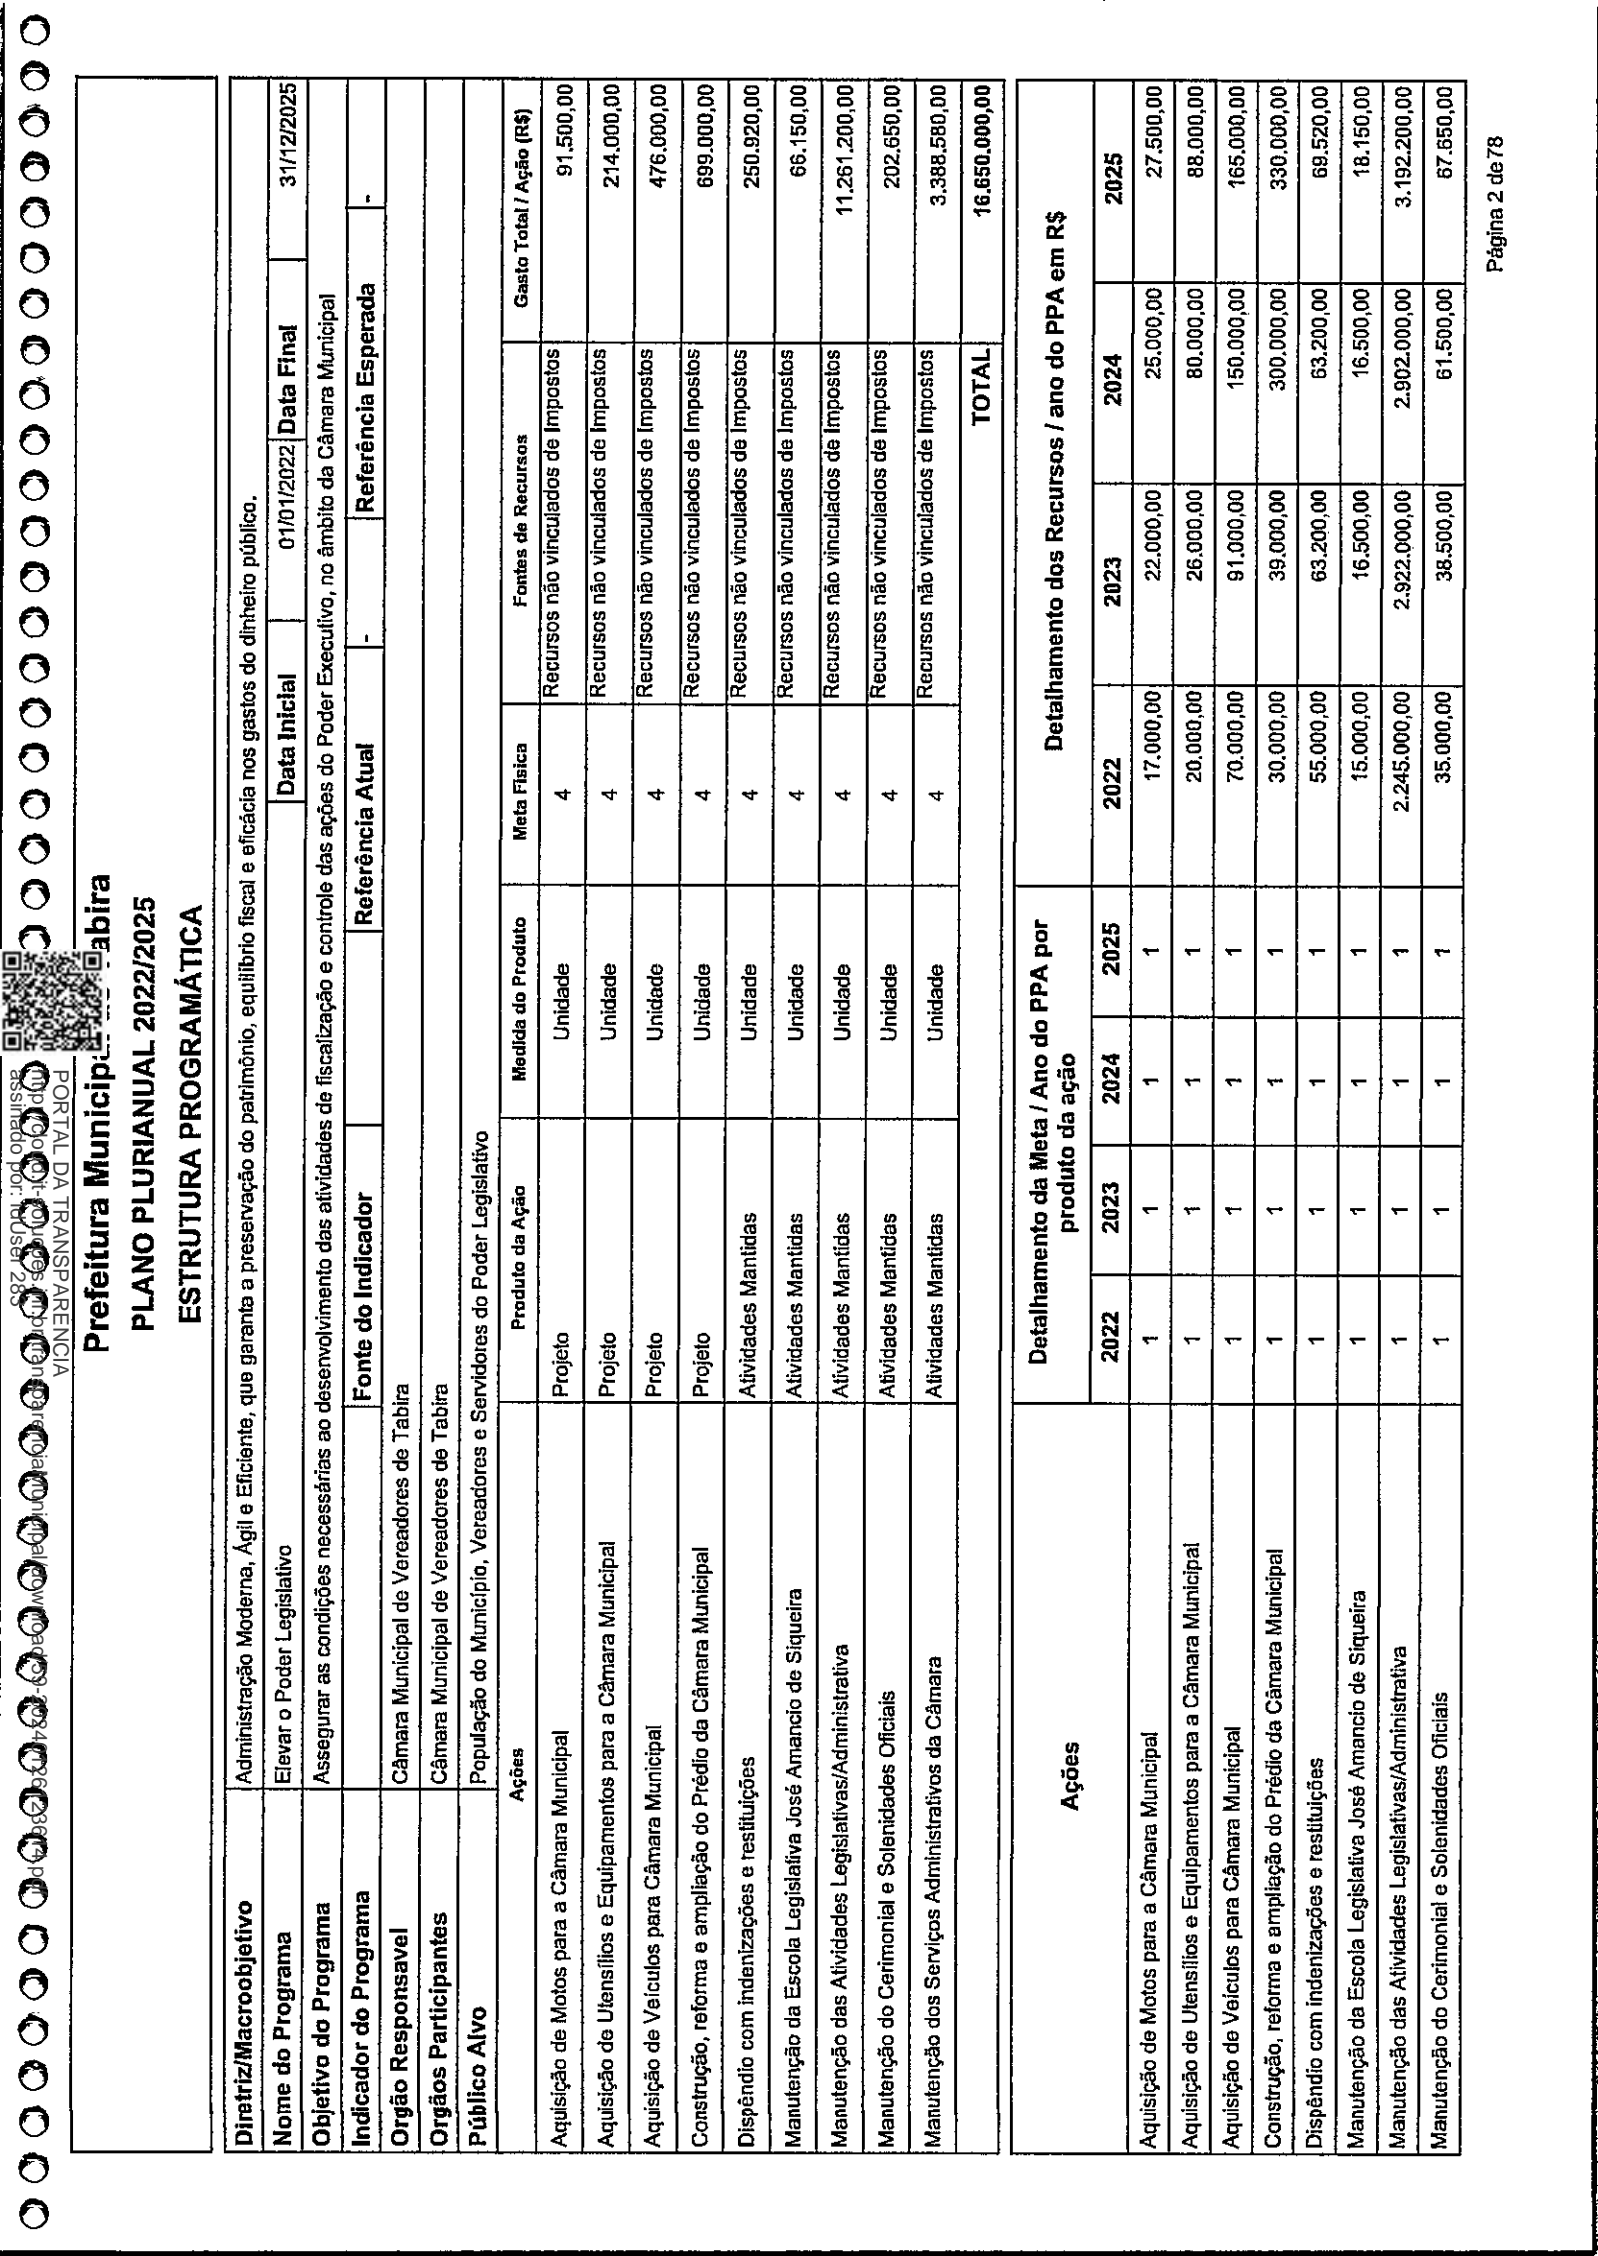 PORTAL DA TRANSPARENCIA
assinado por: idUser 283
Prefeitura Municipal de Tabira
PLANO PLURIANUAL 2022/2025
ESTRUTURA PROGRAMÁTICA
Diretriz/Macroobjetivo Administração Moderna, Ágil e Eficiente, que garanta a preservação do patrimônio, equilíbrio fiscal e eficácia nos gastos do dinheiro público.
Nome do Programa Elevar o Poder Legislativo Data Inicial 01/01/2022 Data Final 31/12/2025
Objetivo do Programa Assegurar as condições necessárias ao desenvolvimento das atividades de fiscalização e controle das ações do Poder Executivo, no âmbito da Câmara Municipal
Indicador do Programa Fonte do Indicador Referência Atual - Referência Esperada -
Orgão Responsavel Câmara Municipal de Vereadores de Tabira
Orgãos Participantes Câmara Municipal de Vereadores de Tabira
Público Alvo População do Município, Vereadores e Servidores do Poder Legislativo
Ações Produto da Ação Medida do Produto Meta Física Fontes de Recursos Gasto Total / Ação (R$)
Aquisição de Motos para a Câmara Municipal Projeto Unidade 4 Recursos não vinculados de Impostos 91.500,00
Aquisição de Utensílios e Equipamentos para a Câmara Municipal Projeto Unidade 4 Recursos não vinculados de Impostos 214.000,00
Aquisição de Veículos para Câmara Municipal Projeto Unidade 4 Recursos não vinculados de Impostos 476.000,00
Construção, reforma e ampliação do Prédio da Câmara Municipal Projeto Unidade 4 Recursos não vinculados de Impostos 699.000,00
Dispêndio com indenizações e restituições Atividades Mantidas Unidade 4 Recursos não vinculados de Impostos 250.920,00
Manutenção da Escola Legislativa José Amancio de Siqueira Atividades Mantidas Unidade 4 Recursos não vinculados de Impostos 66.150,00
Manutenção das Atividades Legislativas/Administrativa Atividades Mantidas Unidade 4 Recursos não vinculados de Impostos 11.261.200,00
Manutenção do Cerimonial e Solenidades Oficiais Atividades Mantidas Unidade 4 Recursos não vinculados de Impostos 202.650,00
Manutenção dos Serviços Administrativos da Câmara Atividades Mantidas Unidade 4 Recursos não vinculados de Impostos 3.388.580,00
TOTAL 16.650.000,00
Ações Detalhamento da Meta / Ano do PPA por produto da ação Detalhamento dos Recursos / ano do PPA em R$
2022 2023 2024 2025 2022 2023 2024 2025
Aquisição de Motos para a Câmara Municipal 1 1 1 1 17.000,00 22.000,00 25.000,00 27.500,00
Aquisição de Utensílios e Equipamentos para a Câmara Municipal 1 1 1 1 20.000,00 26.000,00 80.000,00 88.000,00
Aquisição de Veículos para Câmara Municipal 1 1 1 1 70.000,00 91.000,00 150.000,00 165.000,00
Construção, reforma e ampliação do Prédio da Câmara Municipal 1 1 1 1 30.000,00 39.000,00 300.000,00 330.000,00
Dispêndio com indenizações e restituições 1 1 1 1 55.000,00 63.200,00 63.200,00 69.520,00
Manutenção da Escola Legislativa José Amancio de Siqueira 1 1 1 1 15.000,00 16.500,00 16.500,00 18.150,00
Manutenção das Atividades Legislativas/Administrativa 1 1 1 1 2.245.000,00 2.922.000,00 2.902.000,00 3.192.200,00
Manutenção do Cerimonial e Solenidades Oficiais 1 1 1 1 35.000,00 38.500,00 61.500,00 67.650,00
Página 2 de 78